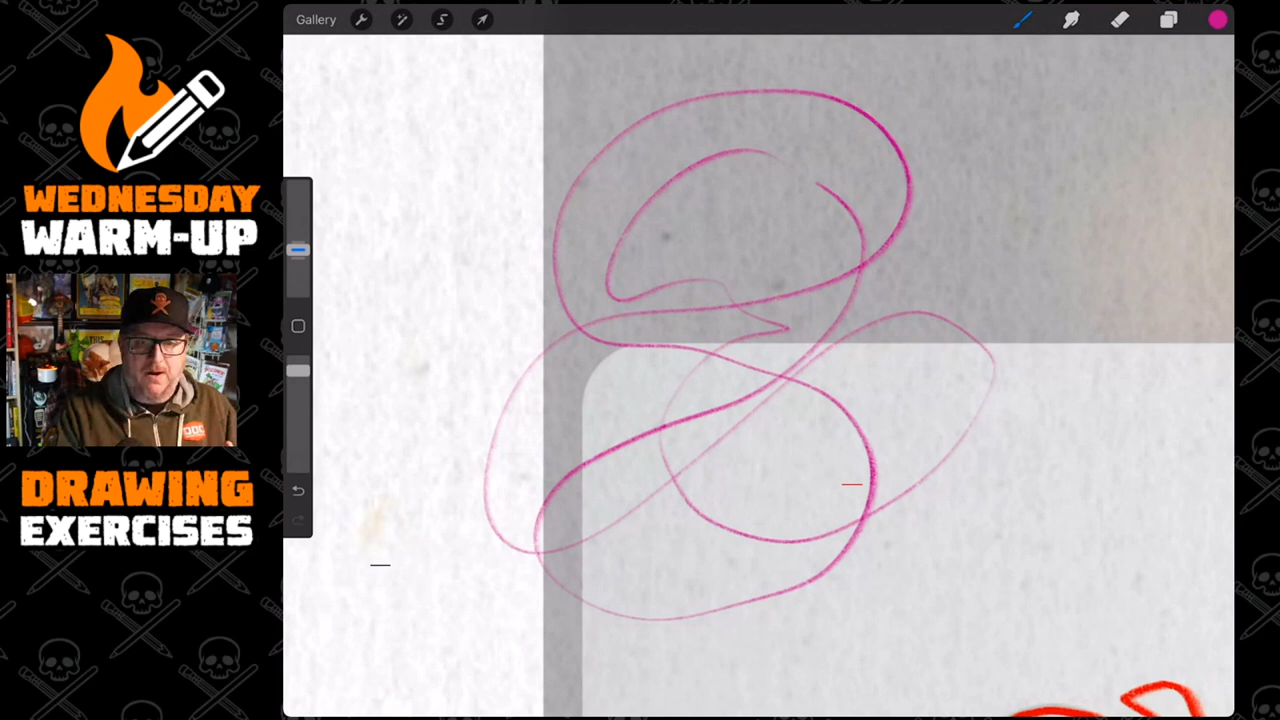 Gallery
WEDNESDAY
WARM-UP
DRAWING
EXERCISES